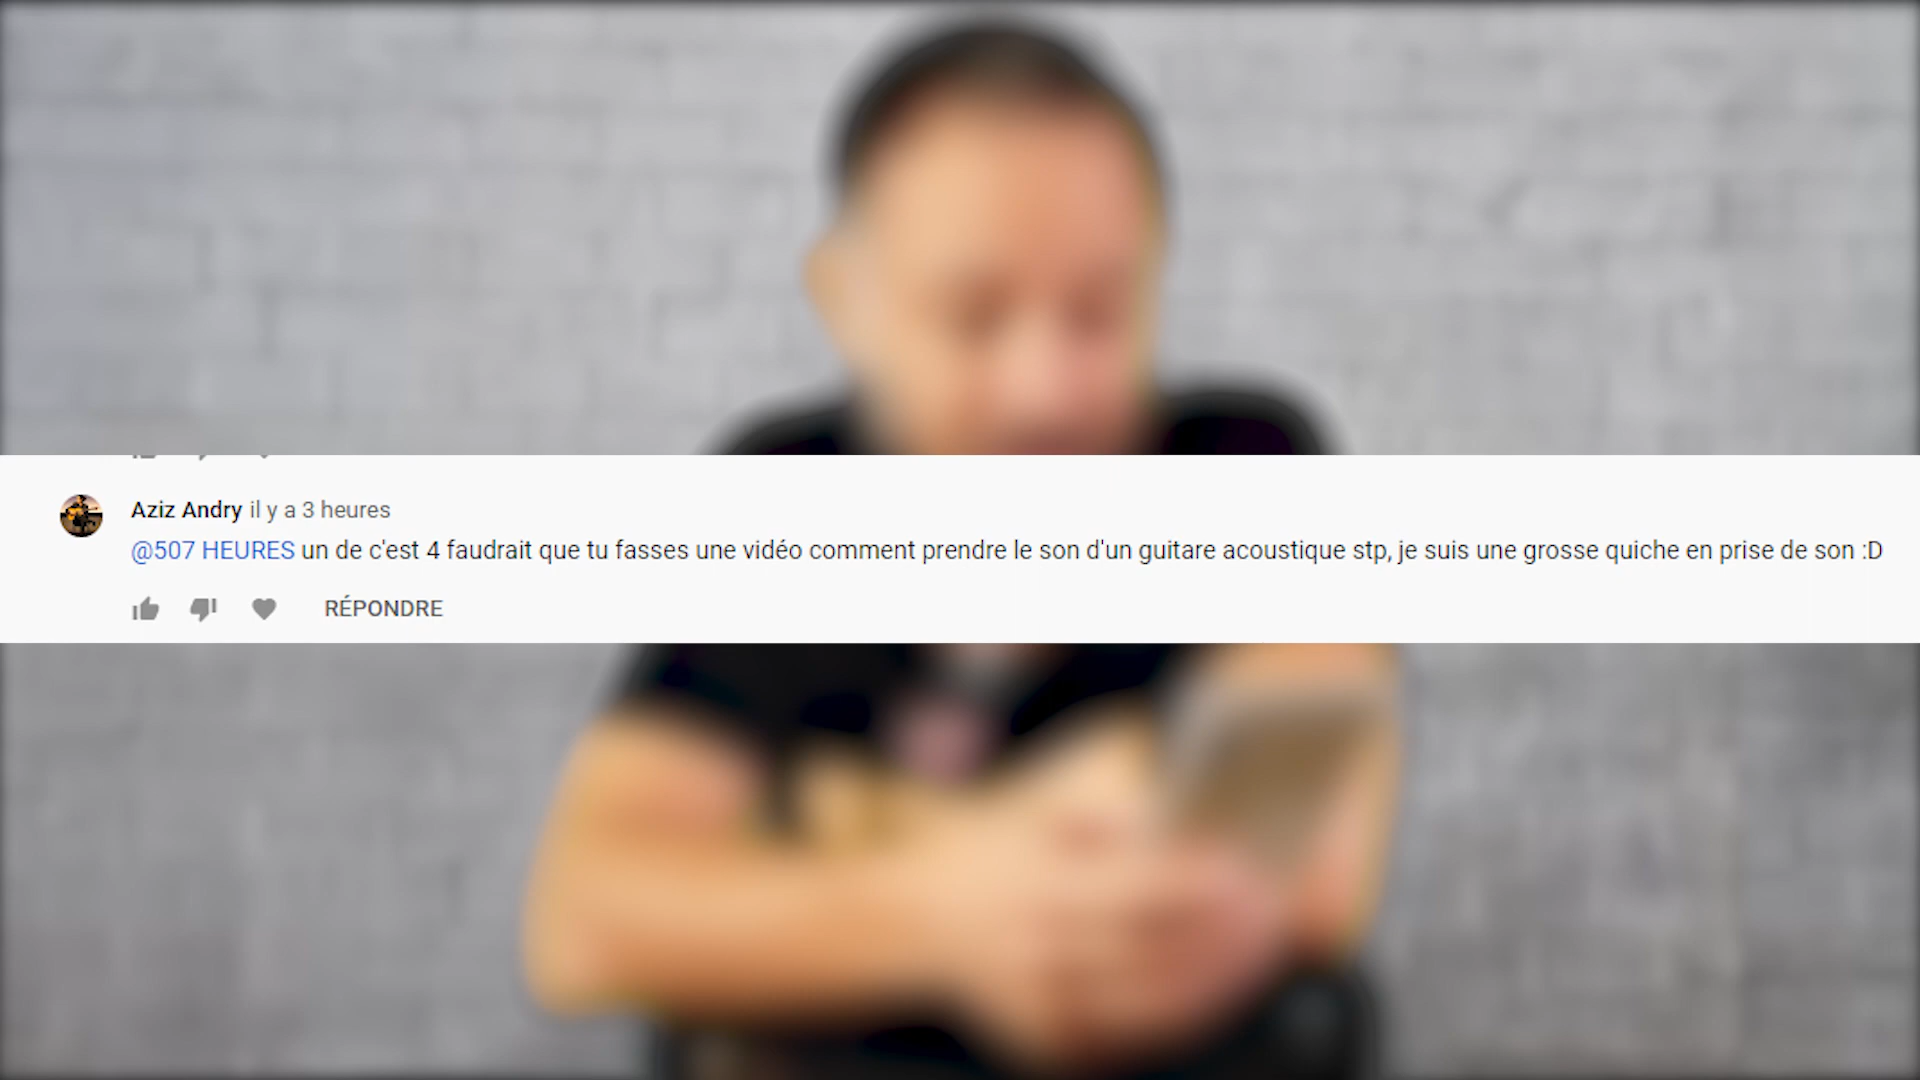 Aziz Andry il y a 3 heures
@507 HEURES un de c'est 4 faudrait que tu fasses une vidéo comment prendre le son d'un guitare acoustique stp, je suis une grosse quiche en prise de son :D
RÉPONDRE